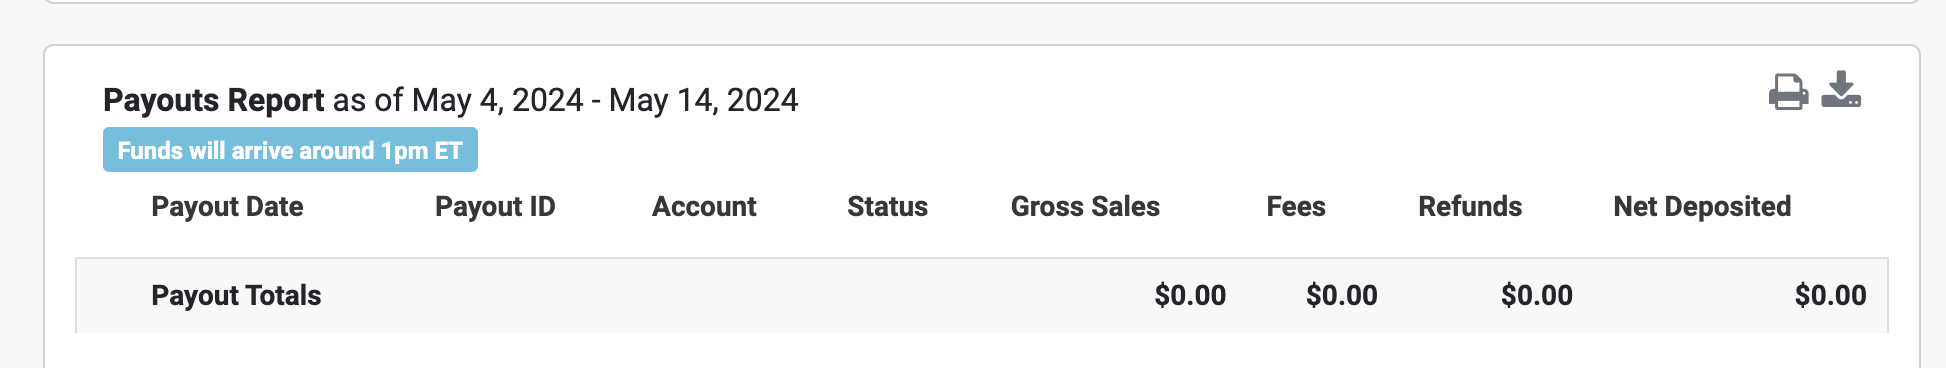 Payouts Report as of May 4, 2024 - May 14, 2024
Funds will arrive around 1pm ET
Payout Date Payout ID Account Status Gross Sales Fees Refunds Net Deposited
Payout Totals $0.00 $0.00 $0.00 $0.00